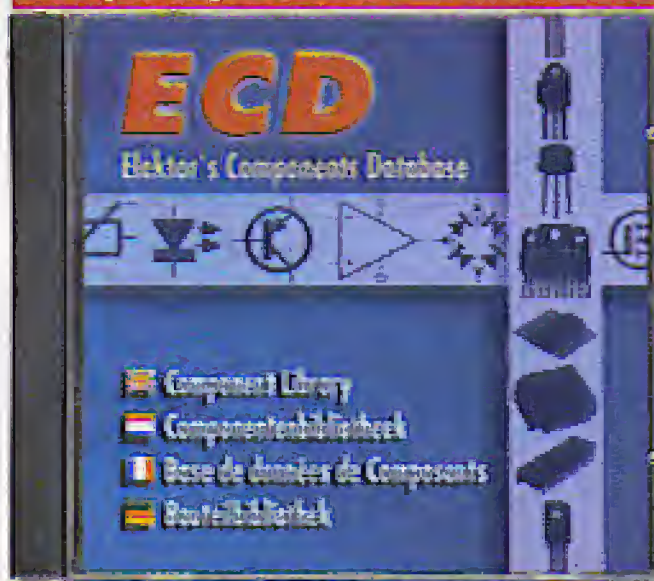 ECD
Elektor's Components Database
Component Library
Componentenbibliotheek
Base de données de Composants
Bauteilbibliothek